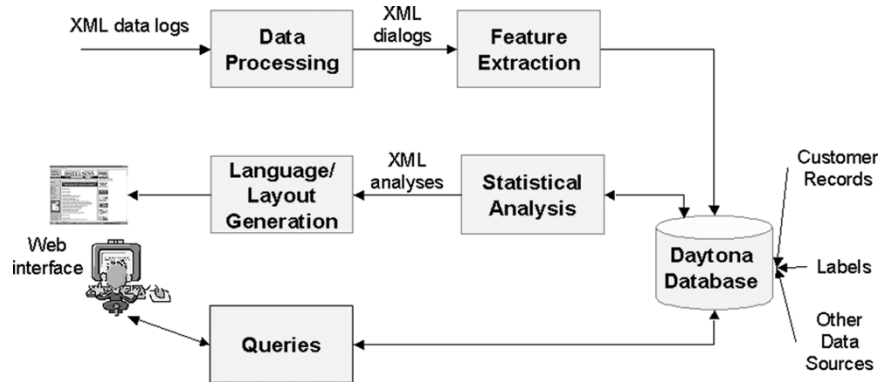 XML data logs
Data
Processing
XML
dialogs
Feature
Extraction
Language/
Layout
Generation
XML
analyses
Statistical
Analysis
Customer
Records
Web
interface
Daytona
Database
Labels
Other
Data
Sources
Queries